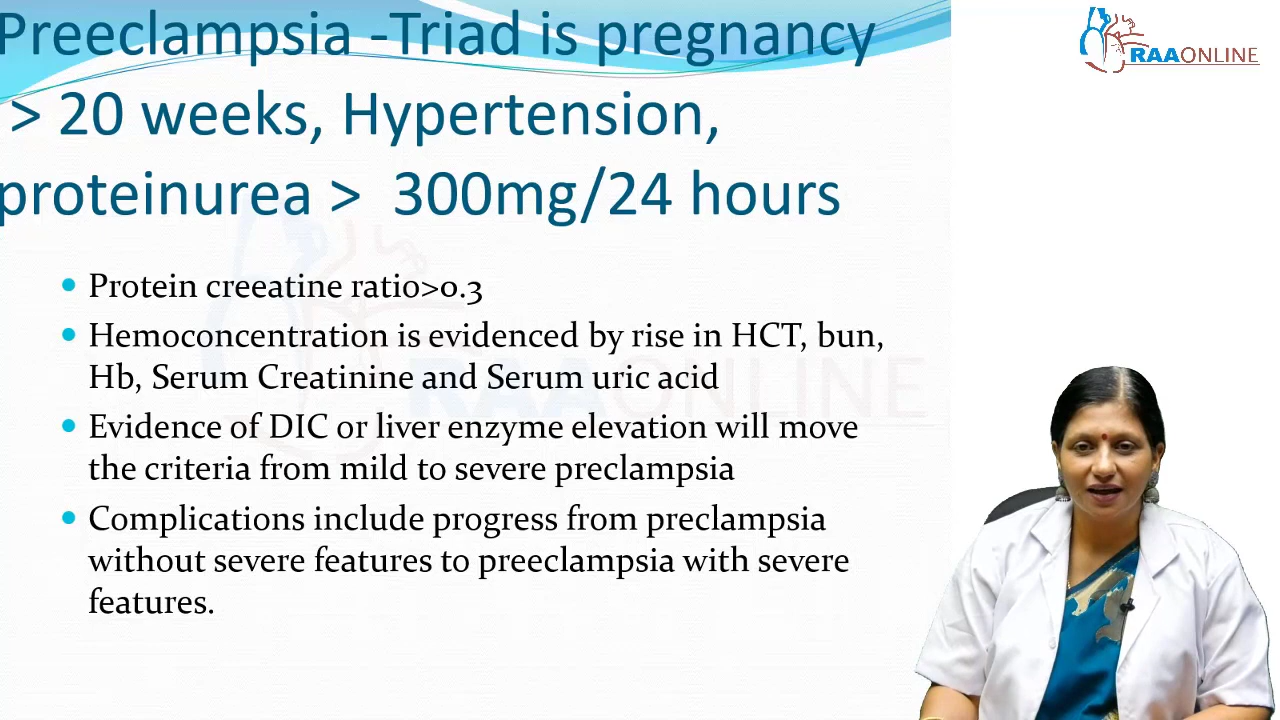 Preeclampsia -Triad is pregnancy
> 20 weeks, Hypertension,
proteinurea > 300mg/24 hours
RAAONLINE
• Protein creeatine ratio>0.3
• Hemoconcentration is evidenced by rise in HCT, bun,
Hb, Serum Creatinine and Serum uric acid
• Evidence of DIC or liver enzyme elevation will move
the criteria from mild to severe preclampsia
• Complications include progress from preclampsia
without severe features to preeclampsia with severe
features.
RAAONLINE